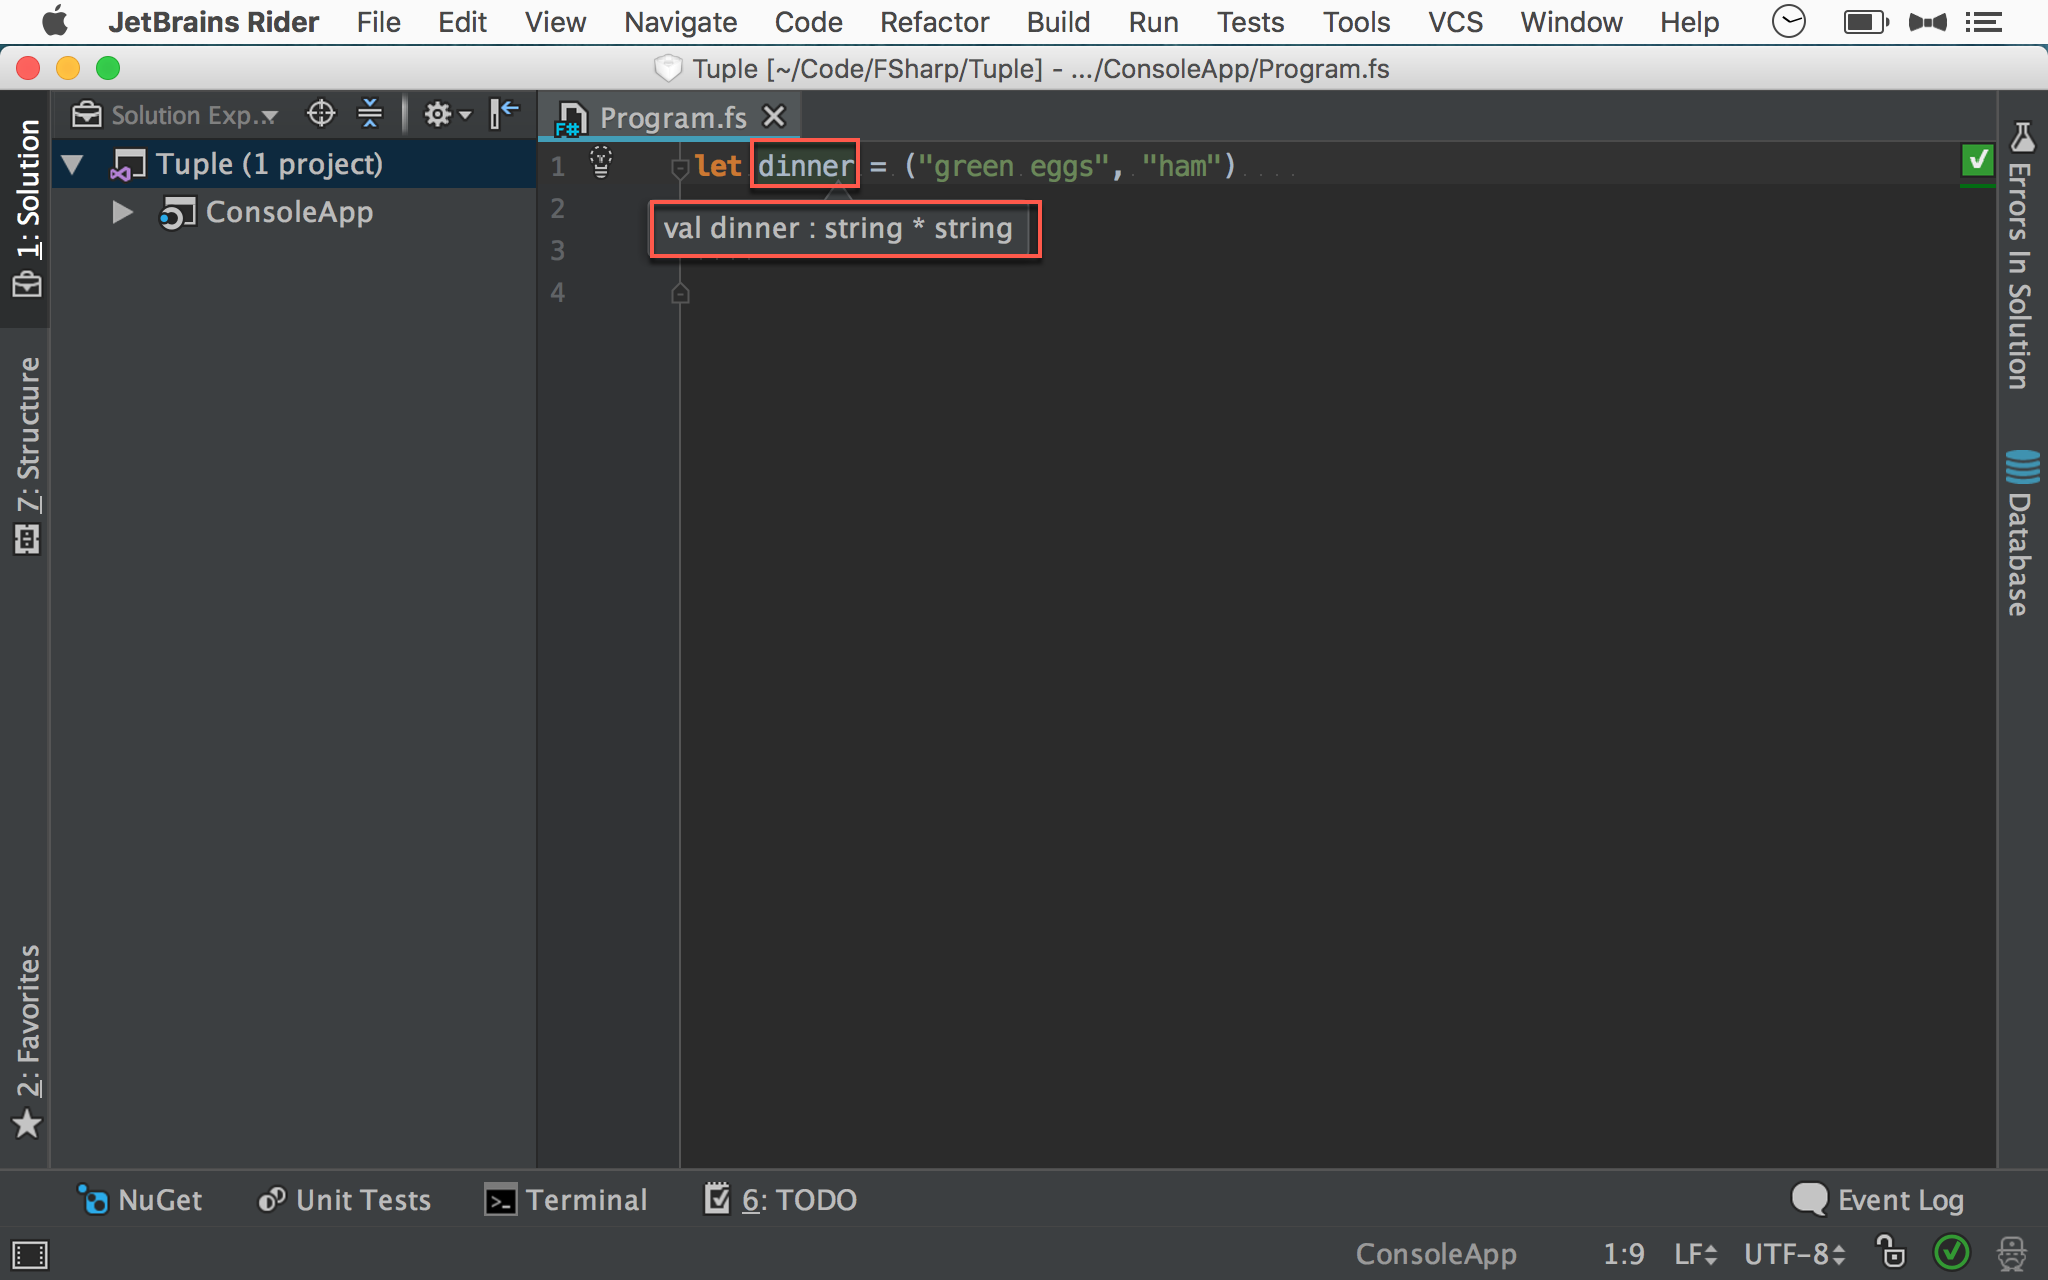 JetBrains Rider File Edit View Navigate Code Refactor Build Run Tests Tools VCS Window Help
Tuple [~/Code/FSharp/Tuple] - .../ConsoleApp/Program.fs
1: Solution
7: Structure
2: Favorites
Solution Exp...
Tuple (1 project)
ConsoleApp
F#
Program.fs
1 let dinner = ("green eggs", "ham")
2
val dinner : string * string
3
4
Errors In Solution
Database
NuGet Unit Tests Terminal 6: TODO Event Log
ConsoleApp 1:9 LF UTF-8